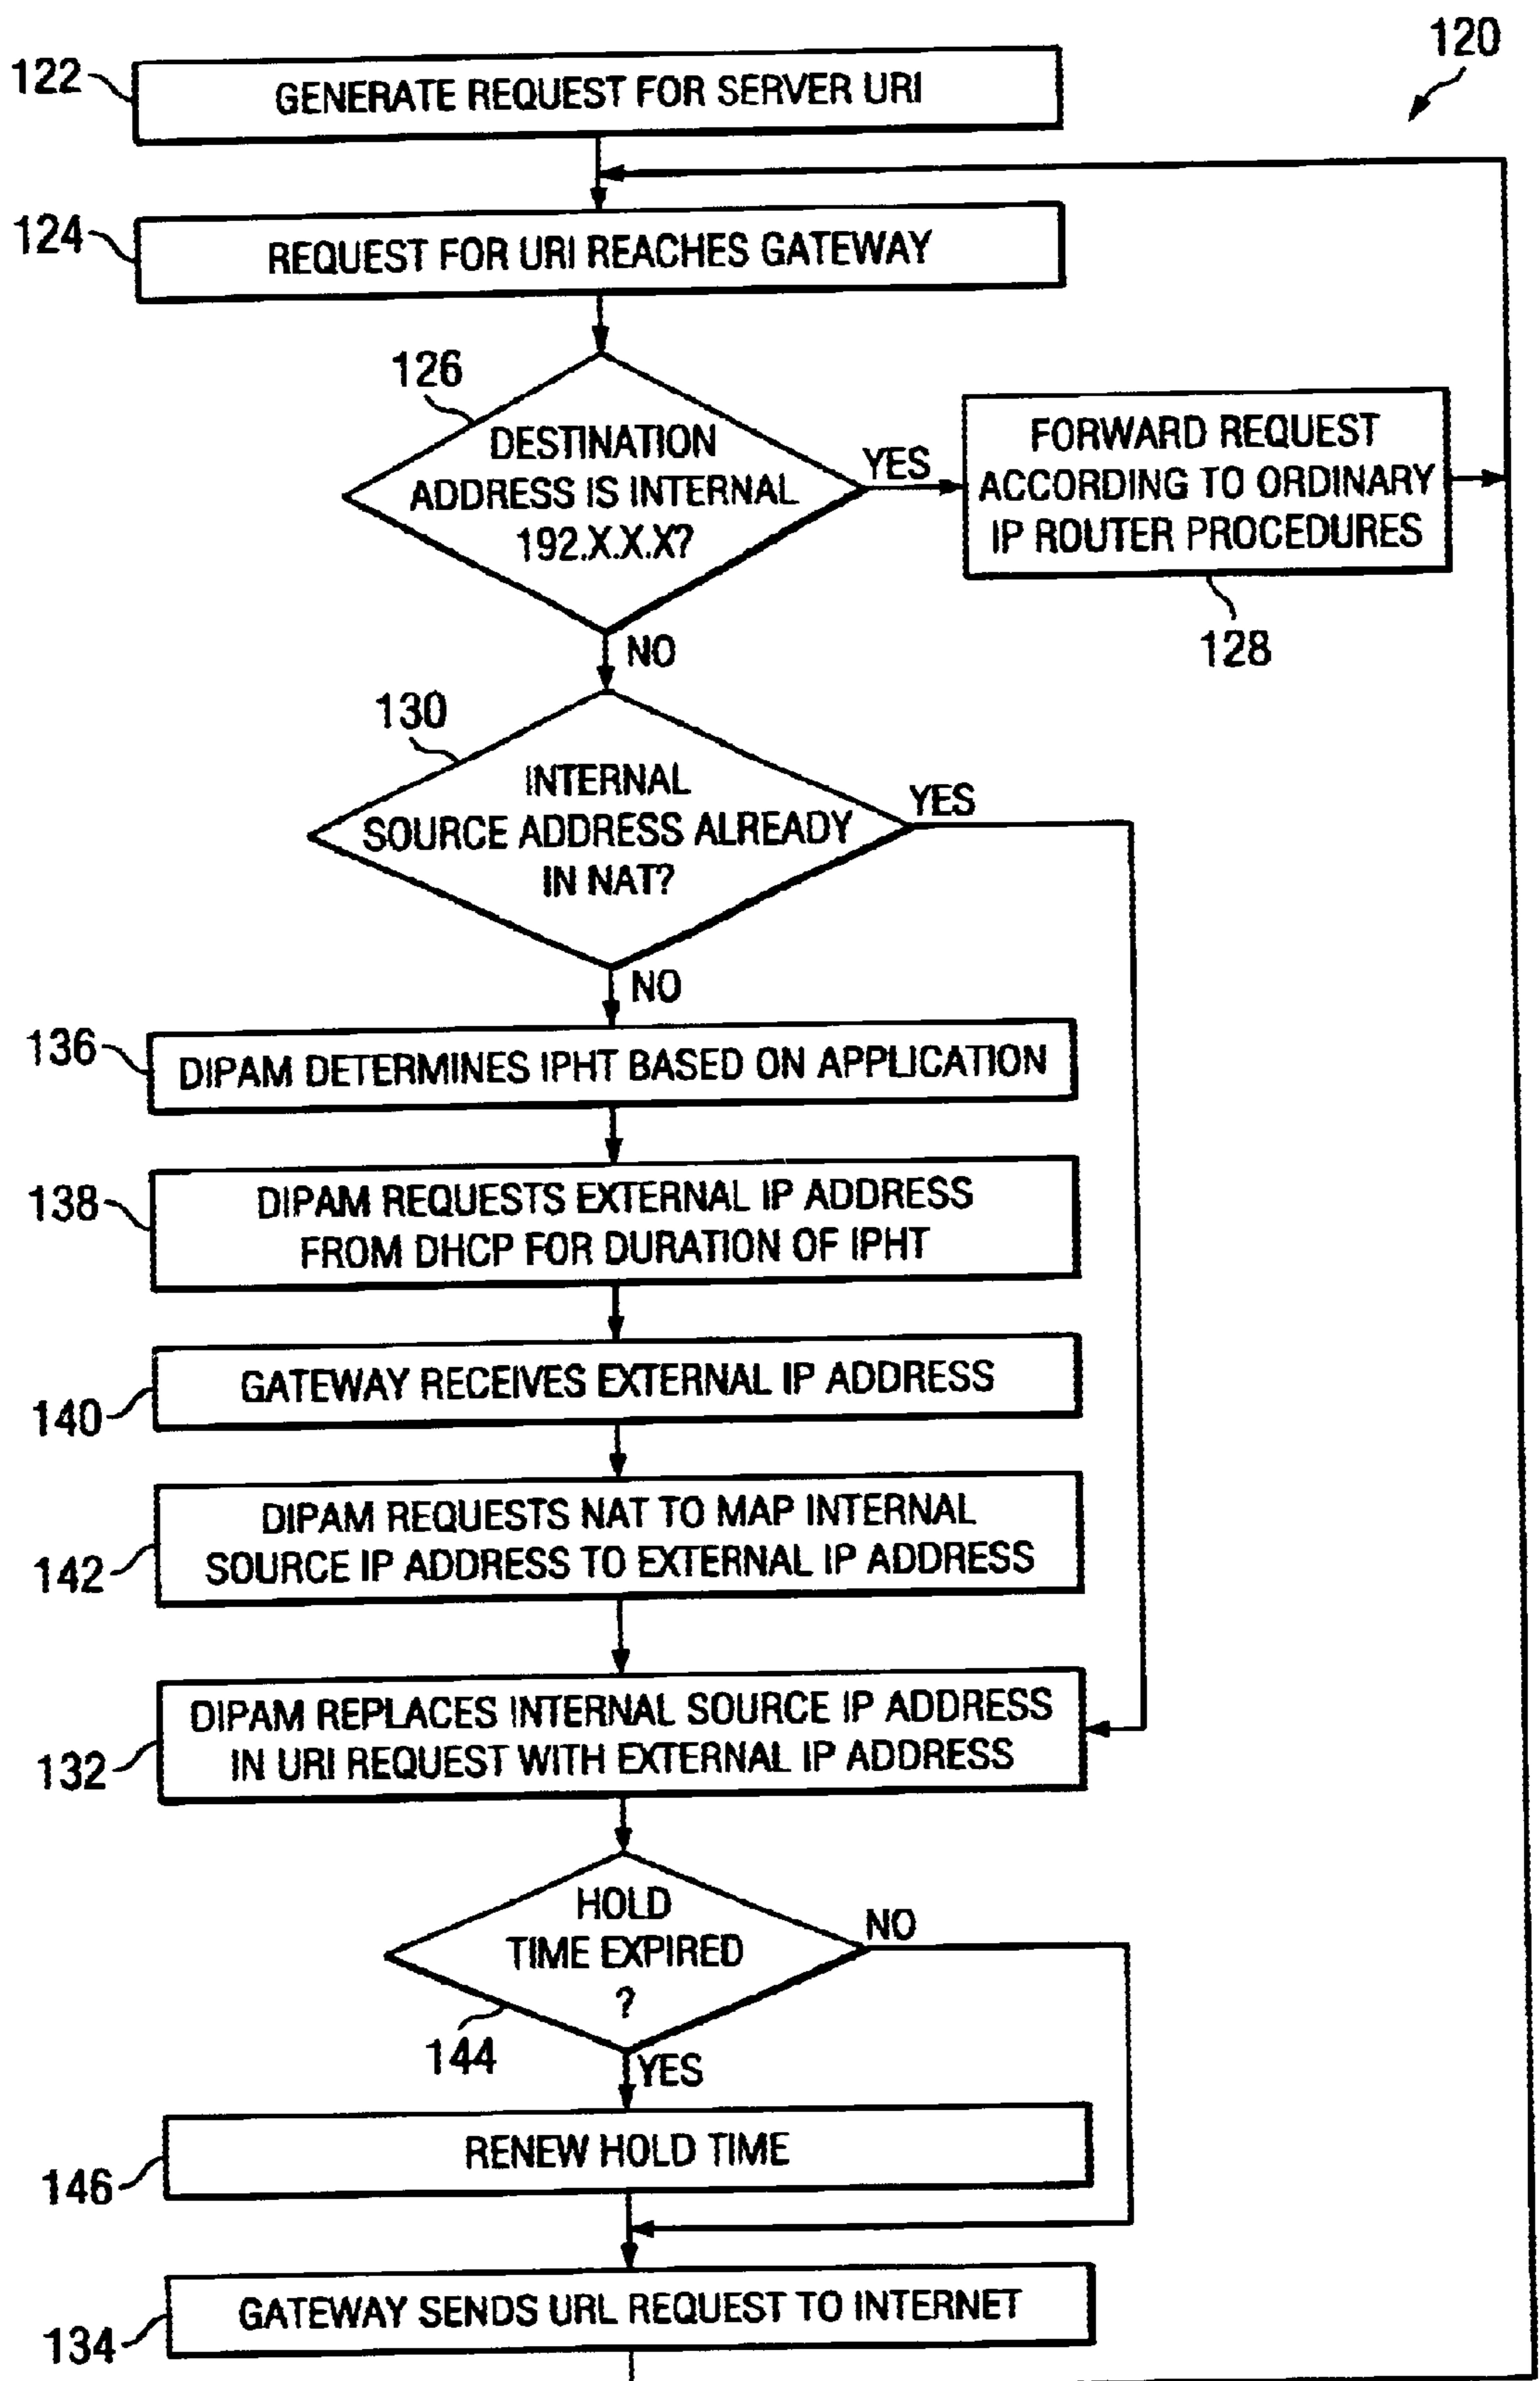 120
122
GENERATE REQUEST FOR SERVER URI
124
REQUEST FOR URI REACHES GATEWAY
126
DESTINATION
ADDRESS IS INTERNAL
192.X.X.X?
YES
FORWARD REQUEST
ACCORDING TO ORDINARY
IP ROUTER PROCEDURES
128
NO
130
INTERNAL
SOURCE ADDRESS ALREADY
IN NAT?
YES
NO
136
DIPAM DETERMINES IPHT BASED ON APPLICATION
138
DIPAM REQUESTS EXTERNAL IP ADDRESS
FROM DHCP FOR DURATION OF IPHT
140
GATEWAY RECEIVES EXTERNAL IP ADDRESS
142
DIPAM REQUESTS NAT TO MAP INTERNAL
SOURCE IP ADDRESS TO EXTERNAL IP ADDRESS
132
DIPAM REPLACES INTERNAL SOURCE IP ADDRESS
IN URI REQUEST WITH EXTERNAL IP ADDRESS
HOLD
TIME EXPIRED
?
NO
144
YES
146
RENEW HOLD TIME
134
GATEWAY SENDS URL REQUEST TO INTERNET